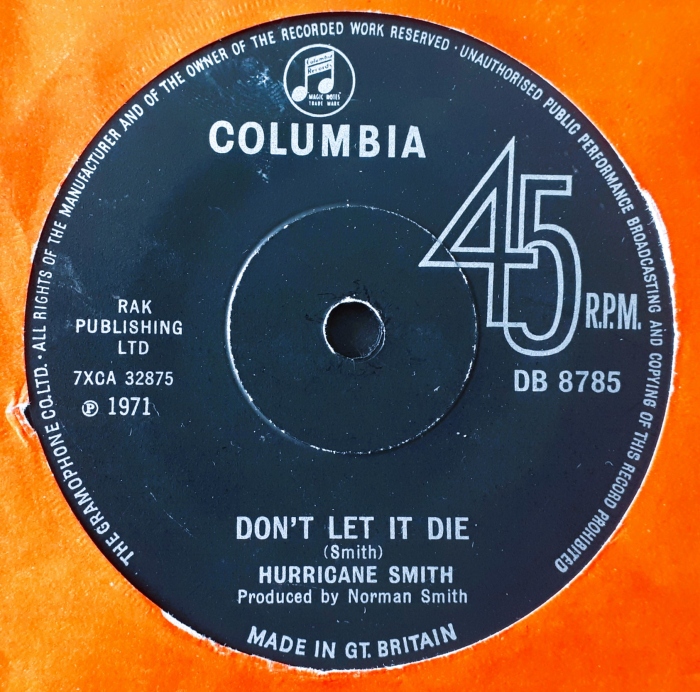 THE GRAMOPHONE CO. LTD. · ALL RIGHTS OF THE MANUFACTURER AND OF THE OWNER OF THE RECORDED WORK RESERVED · UNAUTHORISED PUBLIC PERFORMANCE BROADCASTING AND COPYING OF THIS RECORD PROHIBITED
Columbia
Records
MAGIC NOTES
TRADE MARK
COLUMBIA
45
R.P.M.
RAK
PUBLISHING
LTD
7XCA 32875
℗ 1971
DB 8785
DON'T LET IT DIE
(Smith)
HURRICANE SMITH
Produced by Norman Smith
MADE IN GT. BRITAIN